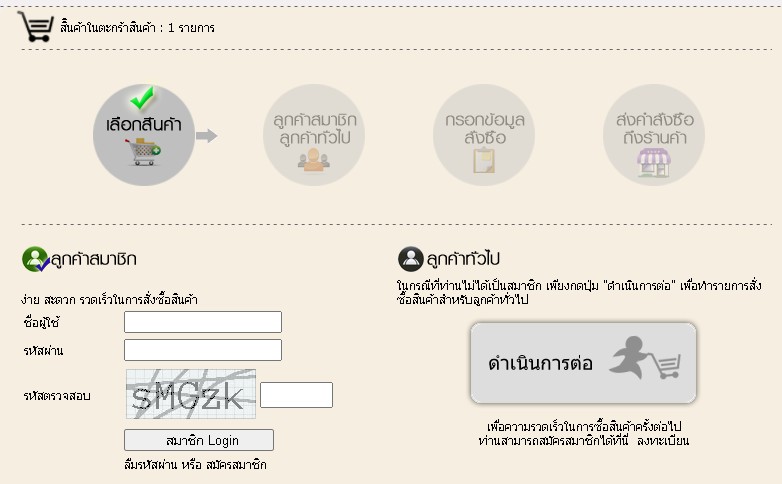 สินค้าในตะกร้าสินค้า : 1 รายการ
เลือกสินค้า
ลูกค้าสมาชิก
ลูกค้าทั่วไป
กรอกข้อมูล
สั่งซื้อ
ส่งคำสั่งซื้อ
ถึงร้านค้า
ลูกค้าสมาชิก
ง่าย สะดวก รวดเร็วในการสั่งซื้อสินค้า
ชื่อผู้ใช้
รหัสผ่าน
รหัสตรวจสอบ
sMGzk
สมาชิก Login
ลืมรหัสผ่าน หรือ สมัครสมาชิก
ลูกค้าทั่วไป
ในกรณีที่ท่านไม่ได้เป็นสมาชิก เพียงกดปุ่ม "ดำเนินการต่อ" เพื่อทำรายการสั่ง
ซื้อสินค้าสำหรับลูกค้าทั่วไป
ดำเนินการต่อ
เพื่อความรวดเร็วในการซื้อสินค้าครั้งต่อไป
ท่านสามารถสมัครสมาชิกได้ที่นี่ ลงทะเบียน